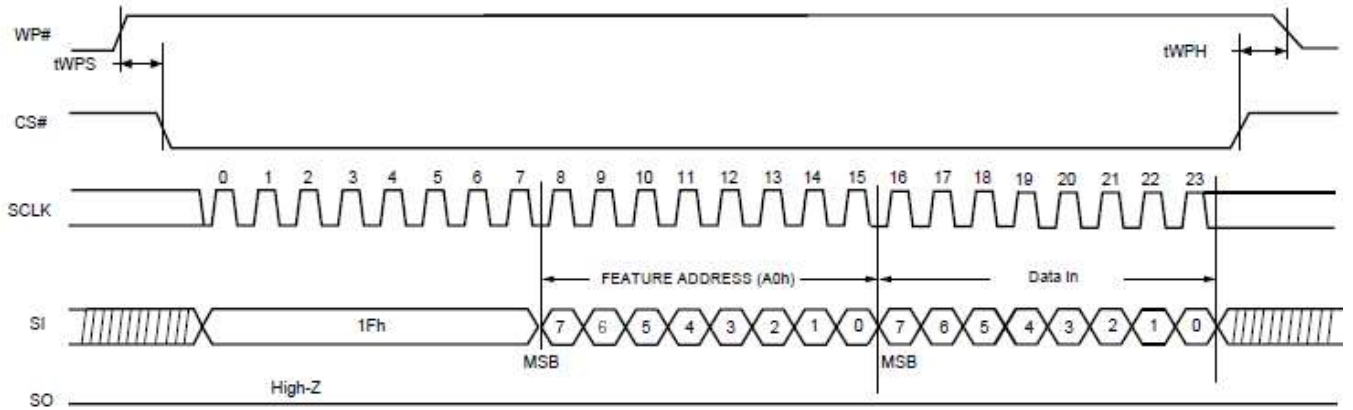 WP#
tWPS
tWPH
CS#
0 1 2 3 4 5 6 7 8 9 10 11 12 13 14 15 16 17 18 19 20 21 22 23
SCLK
FEATURE ADDRESS (A0h)
Data In
SI
1Fh
7 6 5 4 3 2 1 0 7 6 5 4 3 2 1 0
MSB
MSB
High-Z
SO